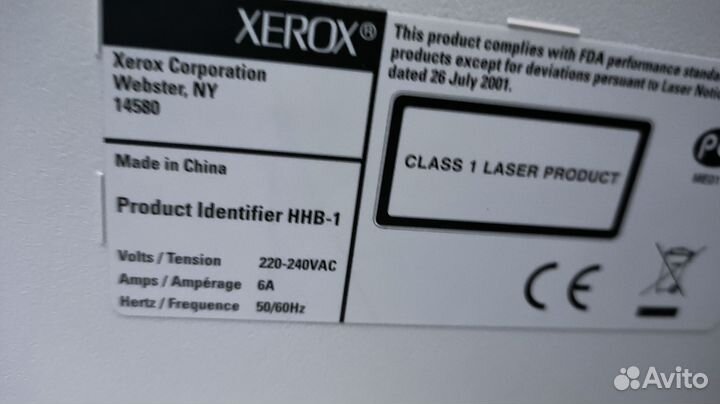 XEROX®
Xerox Corporation
Webster, NY
14580
Made in China
Product Identifier HHB-1
Volts / Tension 220-240VAC
Amps / Ampérage 6A
Hertz / Frequence 50/60Hz
This product complies with FDA performance
products except for deviations persuant to Laser
dated 26 July 2001.
CLASS 1 LASER PRODUCT
CE
Avito